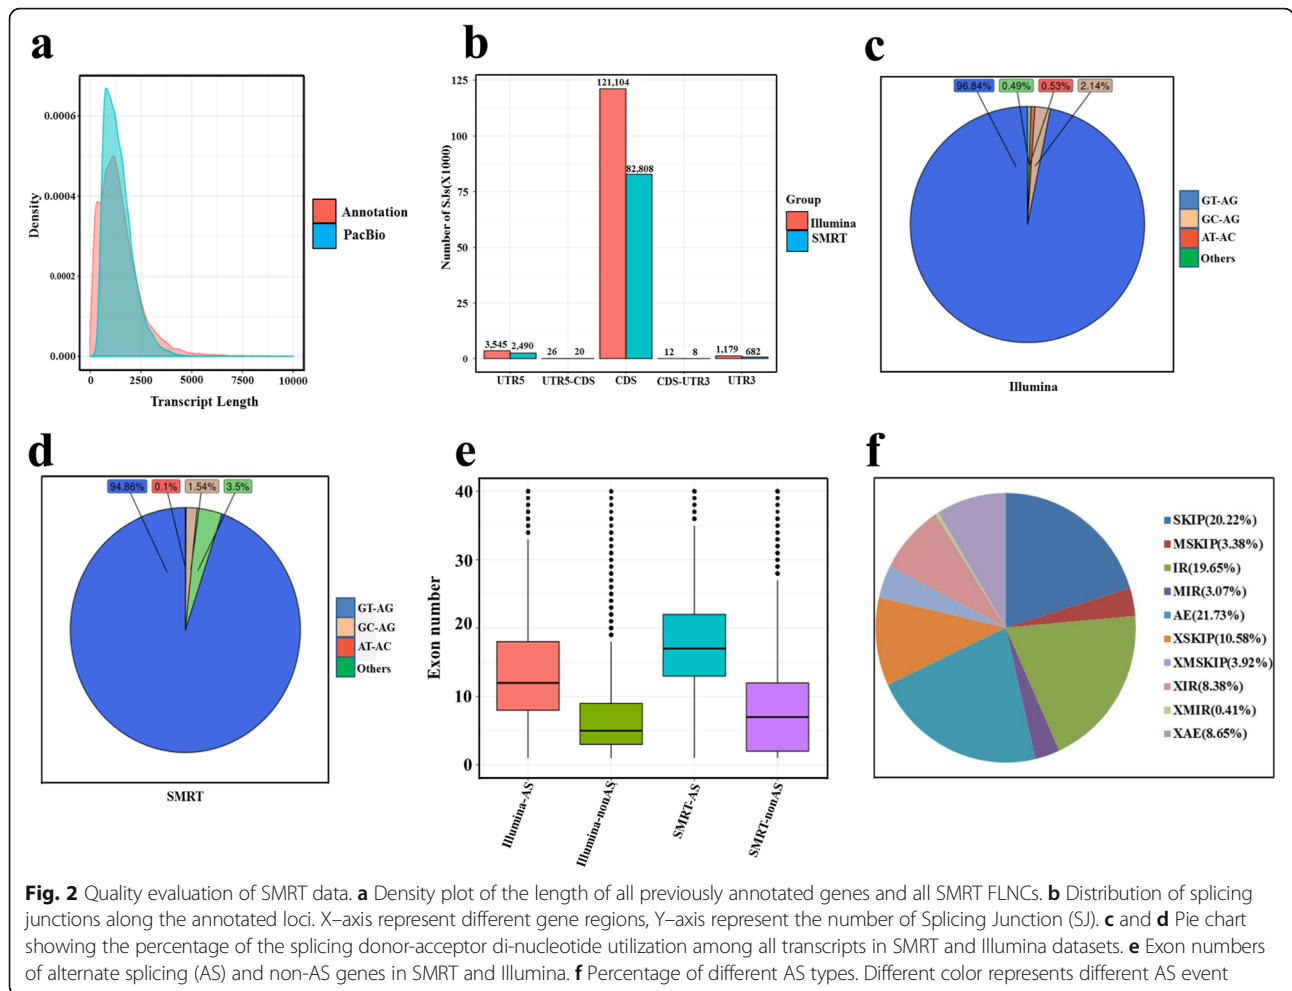 a
0.0006
0.0004
0.0002
0.000
Density
0 2500 5000 7500 10000
Transcript Length
Annotation
PacBio
b
125
100
75
50
25
0
Number of SJs(X1000)
121,104
82,808
3,545 2,490
26 20
12 8
1,179 682
UTR5 UTR5-CDS CDS CDS-UTR3 UTR3
Group
Illumina
SMRT
c
96.84% 0.49% 0.53% 2.14%
GT-AG
GC-AG
AT-AC
Others
Illumina
d
94.86% 0.1% 1.54% 3.5%
GT-AG
GC-AG
AT-AC
Others
SMRT
e
40
30
20
10
0
Exon number
Illumina-AS
Illumina-nonAS
SMRT-AS
SMRT-nonAS
f
SKIP(20.22%)
MSKIP(3.38%)
IR(19.65%)
MIR(3.07%)
AE(21.73%)
XSKIP(10.58%)
XMSKIP(3.92%)
XIR(8.38%)
XMIR(0.41%)
XAE(8.65%)
Fig. 2 Quality evaluation of SMRT data. a Density plot of the length of all previously annotated genes and all SMRT FLNCs. b Distribution of splicing
junctions along the annotated loci. X–axis represent different gene regions, Y–axis represent the number of Splicing Junction (SJ). c and d Pie chart
showing the percentage of the splicing donor-acceptor di-nucleotide utilization among all transcripts in SMRT and Illumina datasets. e Exon numbers
of alternate splicing (AS) and non-AS genes in SMRT and Illumina. f Percentage of different AS types. Different color represents different AS event